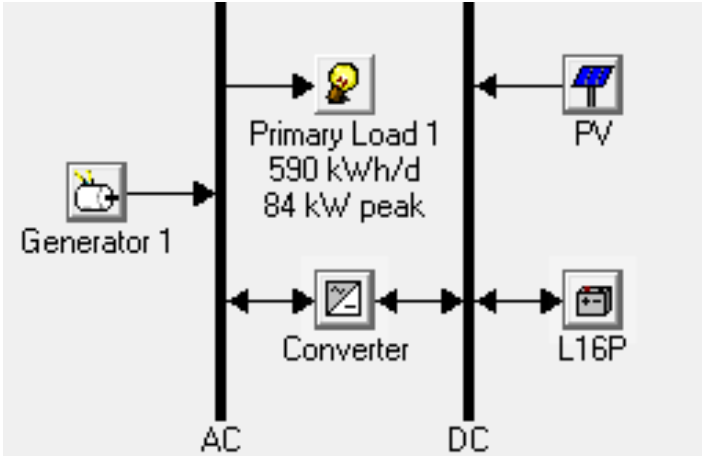 Primary Load 1
590 kWh/d
84 kW peak
PV
Generator 1
Converter
L16P
AC
DC